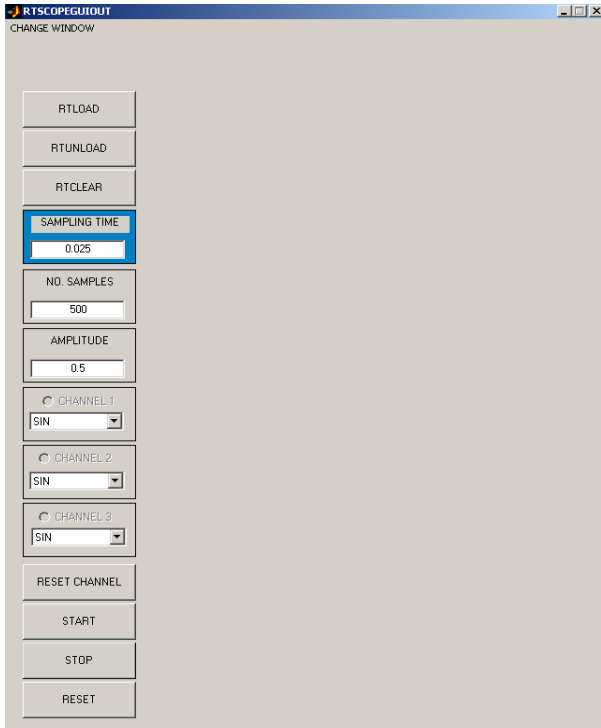 RTSCOPEGUIOUT
CHANGE WINDOW
RTLOAD
RTUNLOAD
RTCLEAR
SAMPLING TIME
0.025
NO. SAMPLES
500
AMPLITUDE
0.5
CHANNEL 1
SIN
CHANNEL 2
SIN
CHANNEL 3
SIN
RESET CHANNEL
START
STOP
RESET